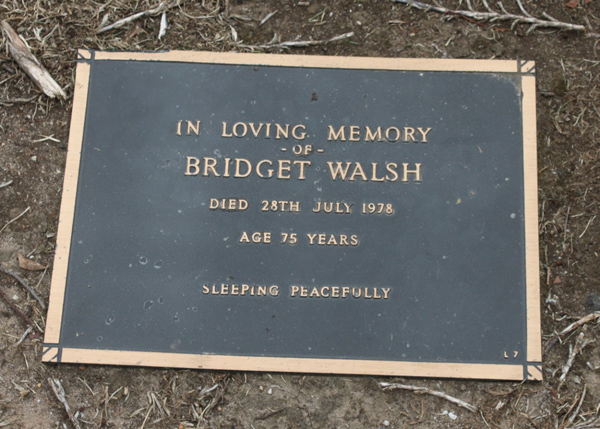 IN LOVING MEMORY
- OF -
BRIDGET WALSH
DIED 28TH JULY 1978
AGE 75 YEARS
SLEEPING PEACEFULLY
L 7